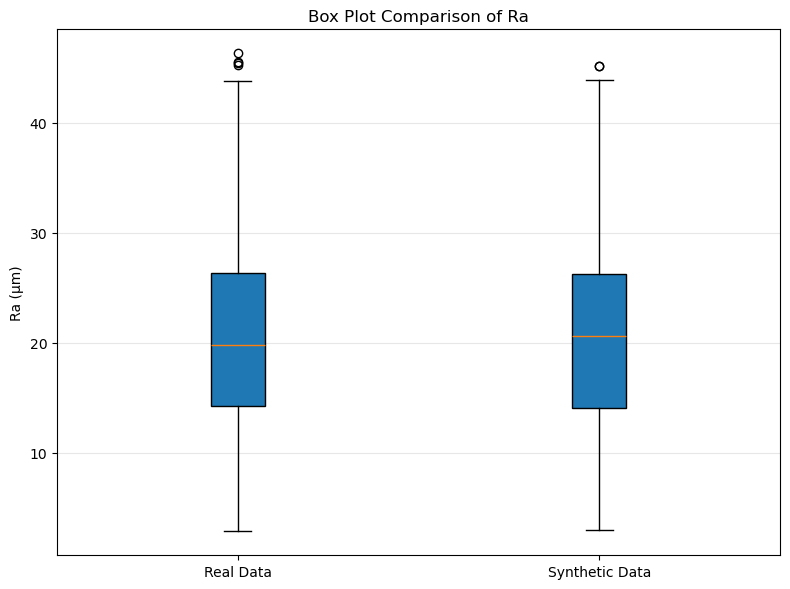 Box Plot Comparison of Ra
Ra (μm)
40
30
20
10
Real Data
Synthetic Data